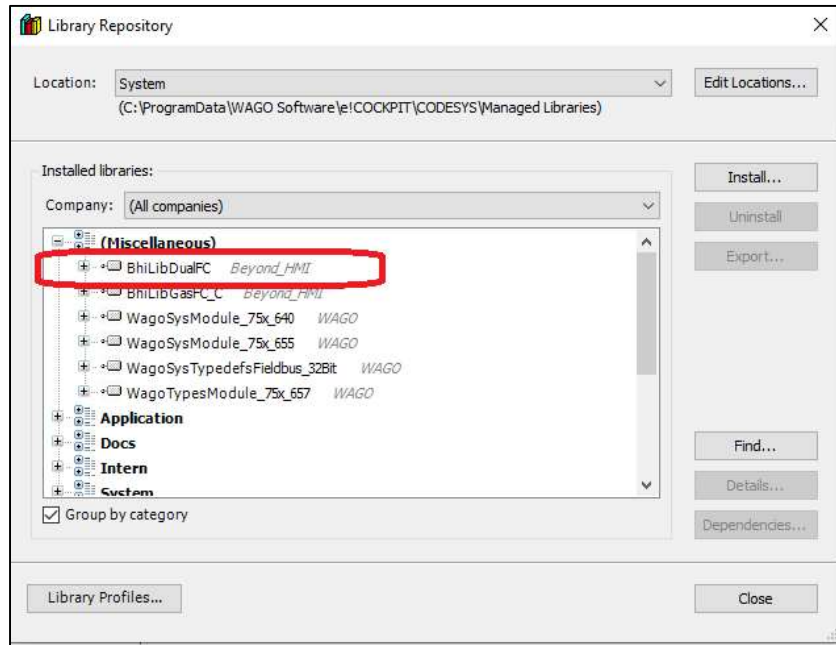 Library Repository
Location: System Edit Locations...
(C:\ProgramData\WAGO Software\e!COCKPIT\CODESYS\Managed Libraries)
Installed libraries:
Install...
Company: (All companies)
Uninstall
(Miscellaneous)
Export...
BhiLibDualFC Beyond_HMI
BhiLibGasFC_C Beyond_HMI
WagoSysModule_75x_640 WAGO
WagoSysModule_75x_655 WAGO
WagoSysTypedefsFieldbus_32Bit WAGO
WagoTypesModule_75x_657 WAGO
Application
Docs
Find...
Intern
System
Details...
Group by category
Dependencies...
Library Profiles... Close